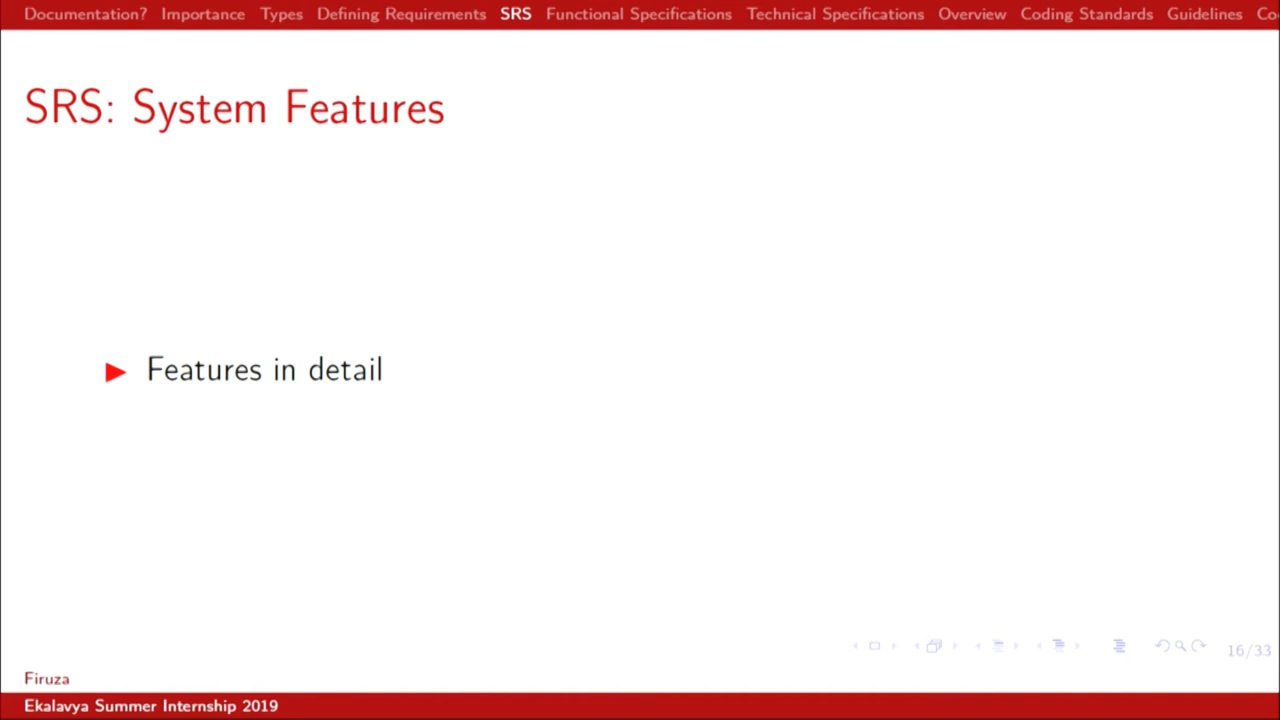 Documentation? Importance Types Defining Requirements SRS Functional Specifications Technical Specifications Overview Coding Standards Guidelines Co
SRS: System Features
Features in detail
16/33
Firuza
Ekalavya Summer Internship 2019